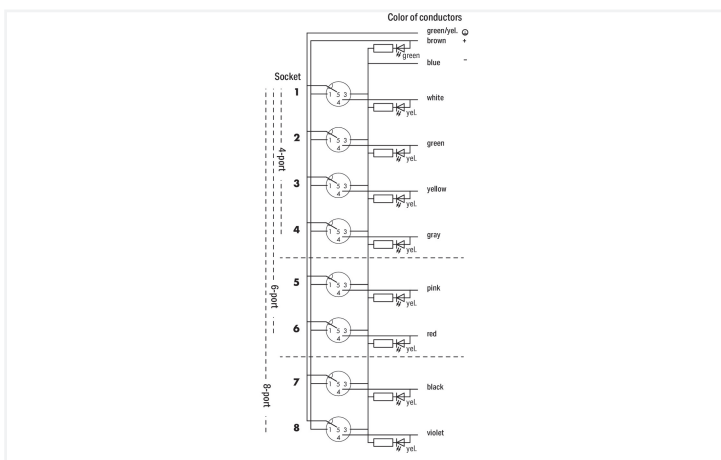 Color of conductors
green/yel.
brown +
green
blue -
Socket
1
1 5 3
4
white
yel.
2
1 5 3
4
green
yel.
4-port
3
1 5 3
4
yellow
yel.
4
1 5 3
4
gray
yel.
5
1 5 3
4
pink
yel.
6-port
6
1 5 3
4
red
yel.
7
1 5 3
4
black
yel.
8-port
8
1 5 3
4
violet
yel.